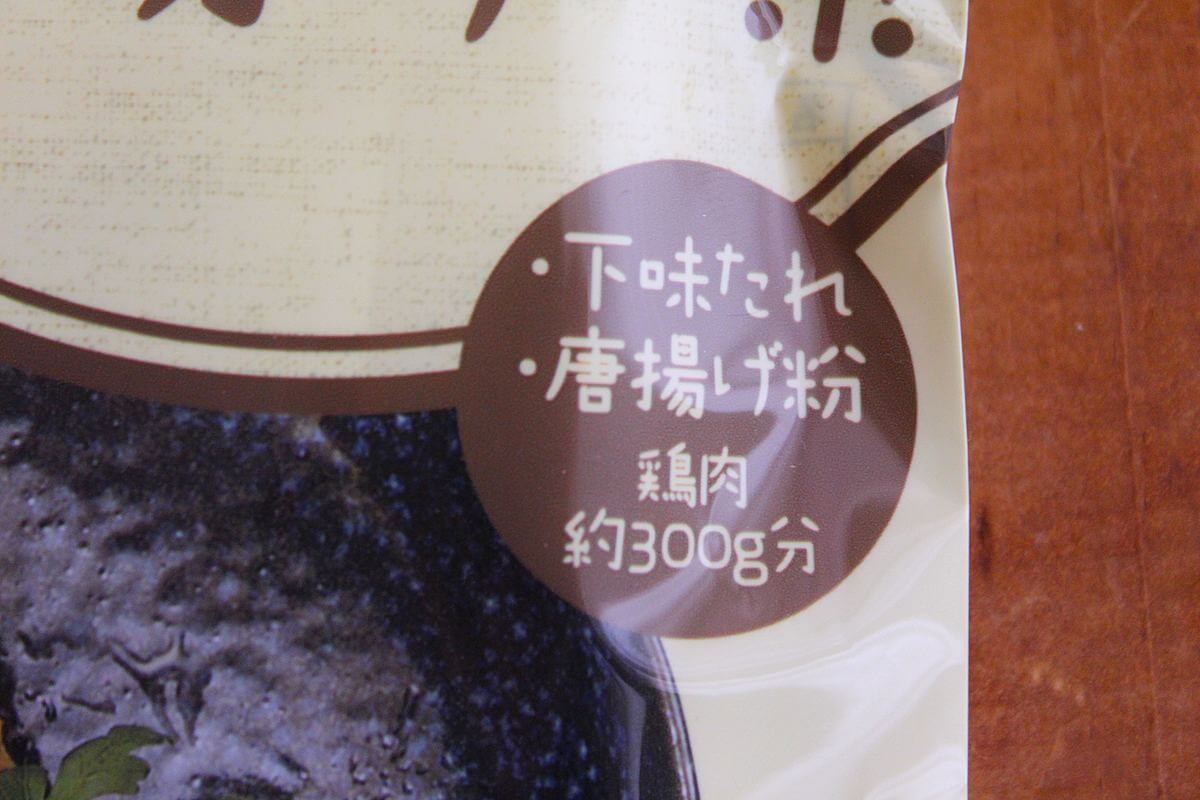 ・下味たれ
・唐揚げ粉
鶏肉
約300g分